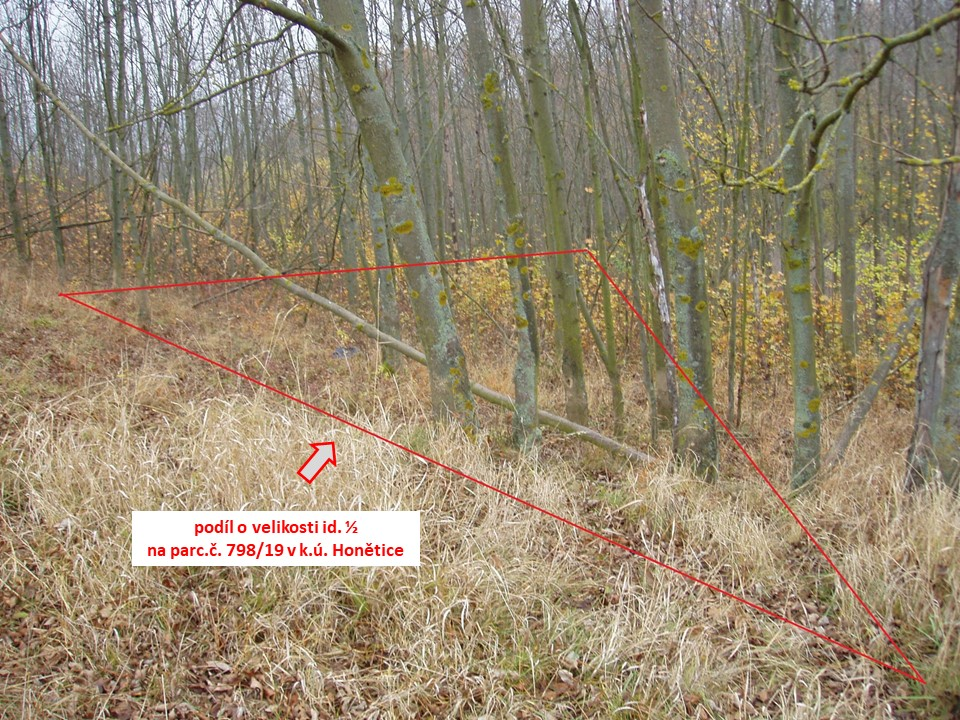 podíl o velikosti id. ½
na parc.č. 798/19 v k.ú. Honětice